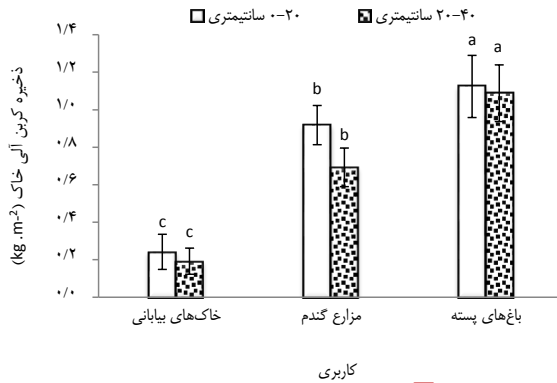 ۰-۲۰ سانتیمتری
۲۰-۴۰ سانتیمتری
ذخیره کربن آلی خاک (kg .m-²)
۱/۴
۱/۲
۱/۰
۰/۸
۰/۶
۰/۴
۰/۲
۰/۰
c
c
b
b
a
a
خاک‌های بیابانی
مزارع گندم
باغ‌های پسته
کاربری